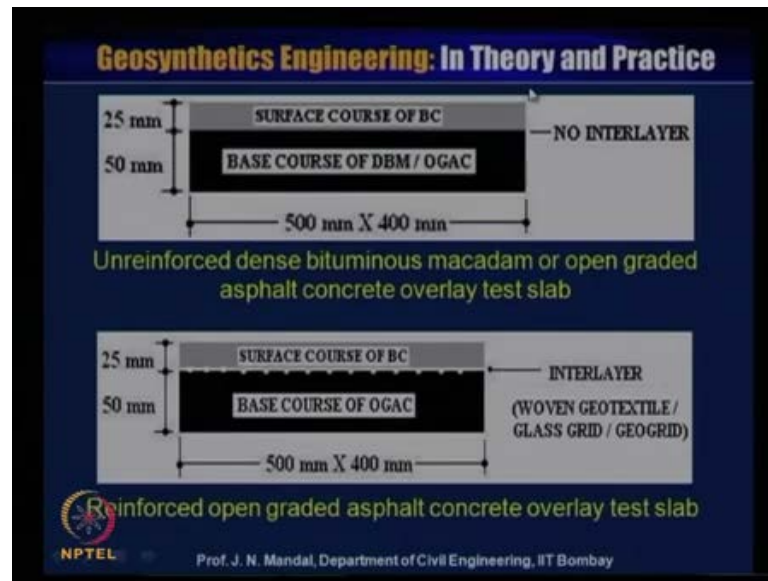 Geosynthetics Engineering: In Theory and Practice
25 mm
SURFACE COURSE OF BC
NO INTERLAYER
50 mm
BASE COURSE OF DBM / OGAC
500 mm X 400 mm
Unreinforced dense bituminous macadam or open graded
asphalt concrete overlay test slab
25 mm
SURFACE COURSE OF BC
INTERLAYER
50 mm
BASE COURSE OF OGAC
(WOVEN GEOTEXTILE /
GLASS GRID / GEOGRID)
500 mm X 400 mm
Reinforced open graded asphalt concrete overlay test slab
NPTEL
Prof. J. N. Mandal, Department of Civil Engineering, IIT Bombay